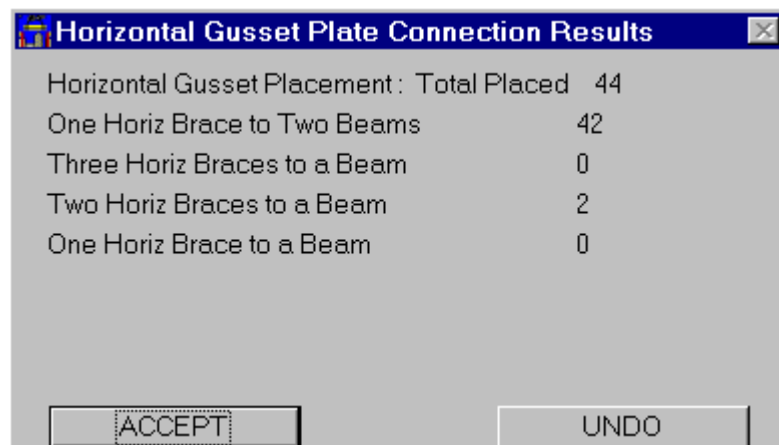 Horizontal Gusset Plate Connection Results
Horizontal Gusset Placement : Total Placed 44
One Horiz Brace to Two Beams 42
Three Horiz Braces to a Beam 0
Two Horiz Braces to a Beam 2
One Horiz Brace to a Beam 0
ACCEPT UNDO